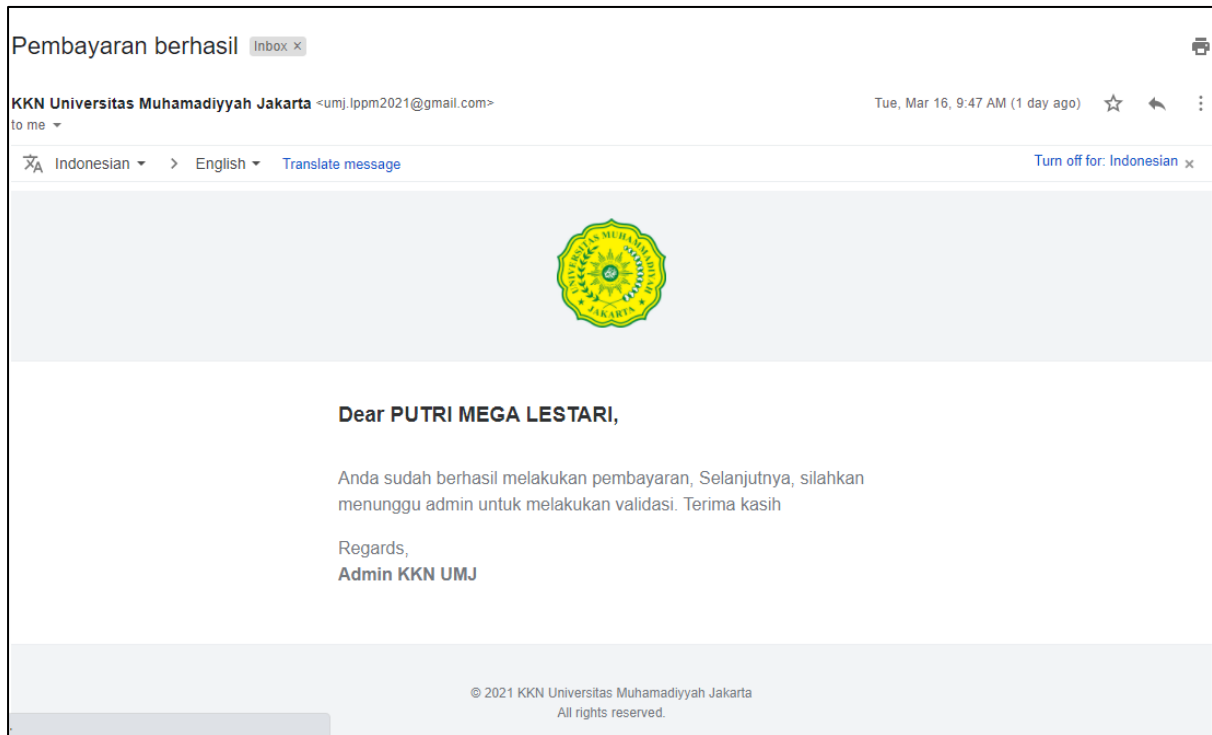 Pembayaran berhasil Inbox ×
KKN Universitas Muhamadiyyah Jakarta <umj.lppm2021@gmail.com>
Tue, Mar 16, 9:47 AM (1 day ago)
to me
Indonesian > English Translate message
Turn off for: Indonesian ×
UNIVERSITAS MUHAMMADIYAH
JAKARTA
Dear PUTRI MEGA LESTARI,
Anda sudah berhasil melakukan pembayaran, Selanjutnya, silahkan
menunggu admin untuk melakukan validasi. Terima kasih
Regards,
Admin KKN UMJ
© 2021 KKN Universitas Muhamadiyyah Jakarta
All rights reserved.